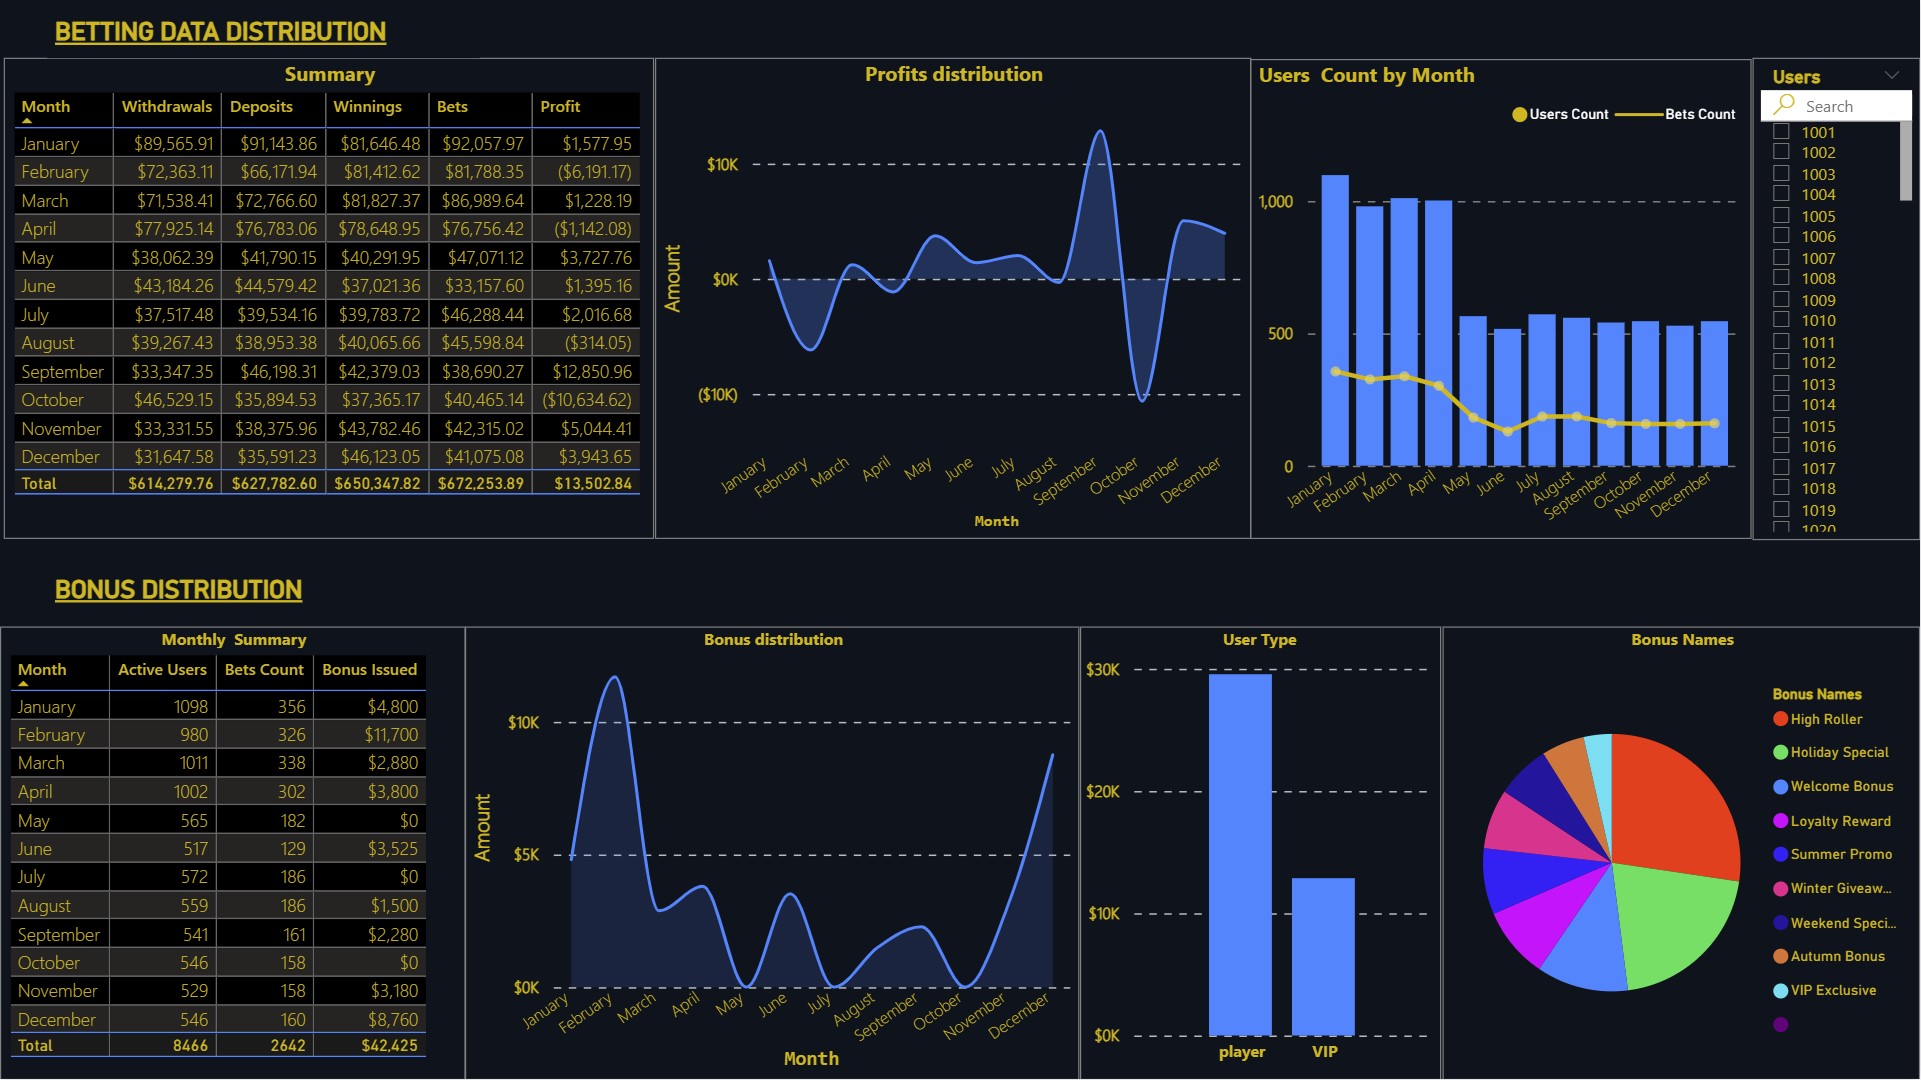 BETTING DATA DISTRIBUTION
Summary
Month Withdrawals Deposits Winnings Bets Profit
January $89,565.91 $91,143.86 $81,646.48 $92,057.97 $1,577.95
February $72,363.11 $66,171.94 $81,412.62 $81,788.35 ($6,191.17)
March $71,538.41 $72,766.60 $81,827.37 $86,989.64 $1,228.19
April $77,925.14 $76,783.06 $78,648.95 $76,756.42 ($1,142.08)
May $38,062.39 $41,790.15 $40,291.95 $47,071.12 $3,727.76
June $43,184.26 $44,579.42 $37,021.36 $33,157.60 $1,395.16
July $37,517.48 $39,534.16 $39,783.72 $46,288.44 $2,016.68
August $39,267.43 $38,953.38 $40,065.66 $45,598.84 ($314.05)
September $33,347.35 $46,198.31 $42,379.03 $38,690.27 $12,850.96
October $46,529.15 $35,894.53 $37,365.17 $40,465.14 ($10,634.62)
November $33,331.55 $38,375.96 $43,782.46 $42,315.02 $5,044.41
December $31,647.58 $35,591.23 $46,123.05 $41,075.08 $3,943.65
Total $614,279.76 $627,782.60 $650,347.82 $672,253.89 $13,502.84
Profits distribution
Amount
$10K
$0K
($10K)
January February March April May June July August September October November December
Month
Users Count by Month
Users Count Bets Count
1,000
500
0
January February March April May June July August September October November December
Users
Search
1001
1002
1003
1004
1005
1006
1007
1008
1009
1010
1011
1012
1013
1014
1015
1016
1017
1018
1019
1020
BONUS DISTRIBUTION
Monthly Summary
Month Active Users Bets Count Bonus Issued
January 1098 356 $4,800
February 980 326 $11,700
March 1011 338 $2,880
April 1002 302 $3,800
May 565 182 $0
June 517 129 $3,525
July 572 186 $0
August 559 186 $1,500
September 541 161 $2,280
October 546 158 $0
November 529 158 $3,180
December 546 160 $8,760
Total 8466 2642 $42,425
Bonus distribution
Amount
$10K
$5K
$0K
January February March April May June July August September October November December
Month
User Type
$30K
$20K
$10K
$0K
player VIP
Bonus Names
Bonus Names
High Roller
Holiday Special
Welcome Bonus
Loyalty Reward
Summer Promo
Winter Giveaw...
Weekend Speci...
Autumn Bonus
VIP Exclusive